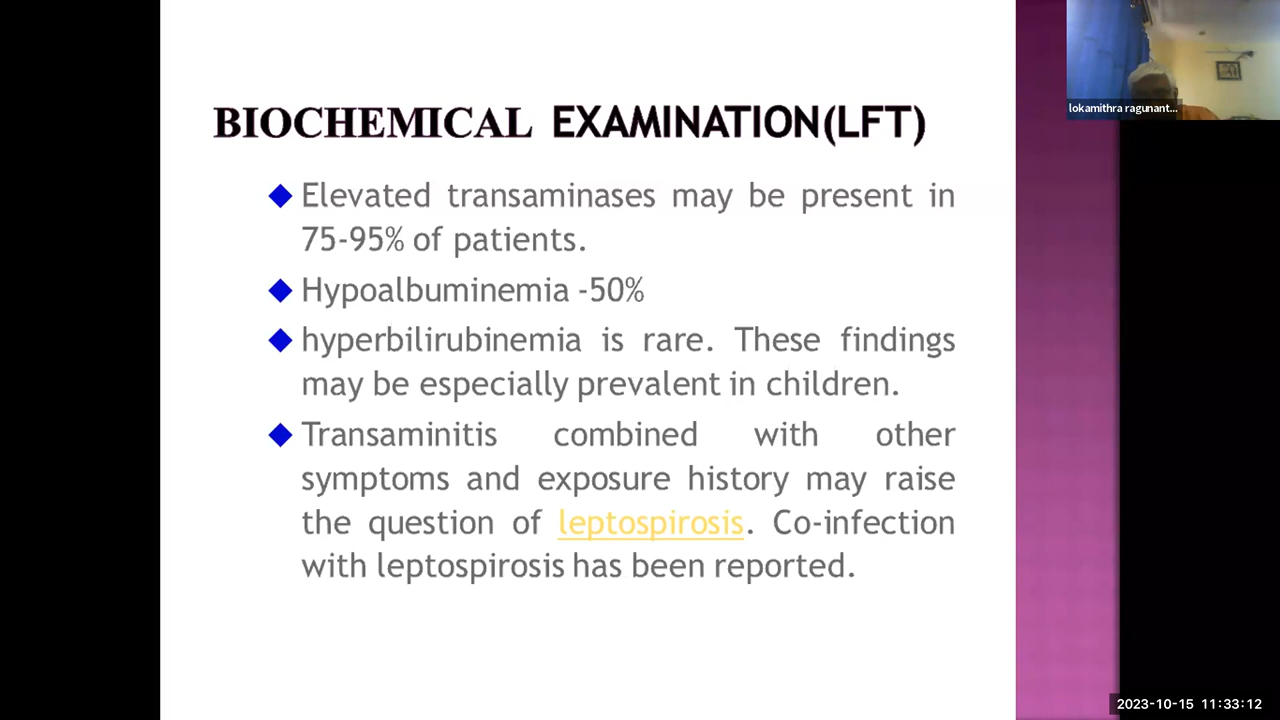 lokamithra ragunant...
BIOCHEMICAL EXAMINATION(LFT)
Elevated transaminases may be present in
75-95% of patients.
Hypoalbuminemia -50%
hyperbilirubinemia is rare. These findings
may be especially prevalent in children.
Transaminitis combined with other
symptoms and exposure history may raise
the question of leptospirosis. Co-infection
with leptospirosis has been reported.
2023-10-15 11:33:12